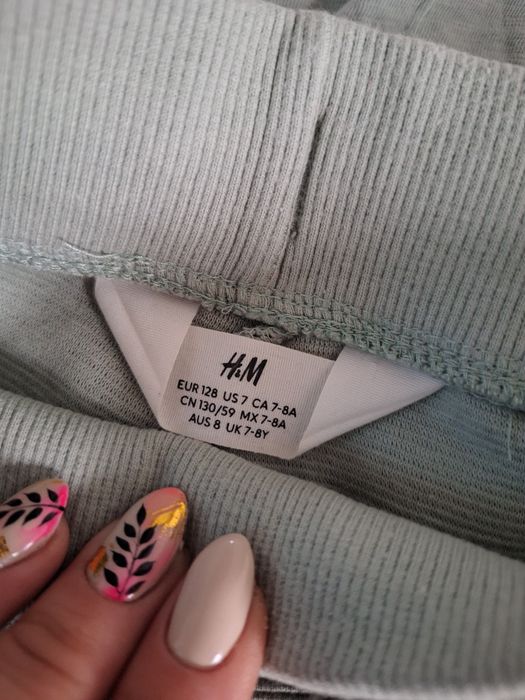 H&M
EUR 128 US 7 CA 7-8A
CN 130/59 MX 7-8A
AUS 8 UK 7-8Y